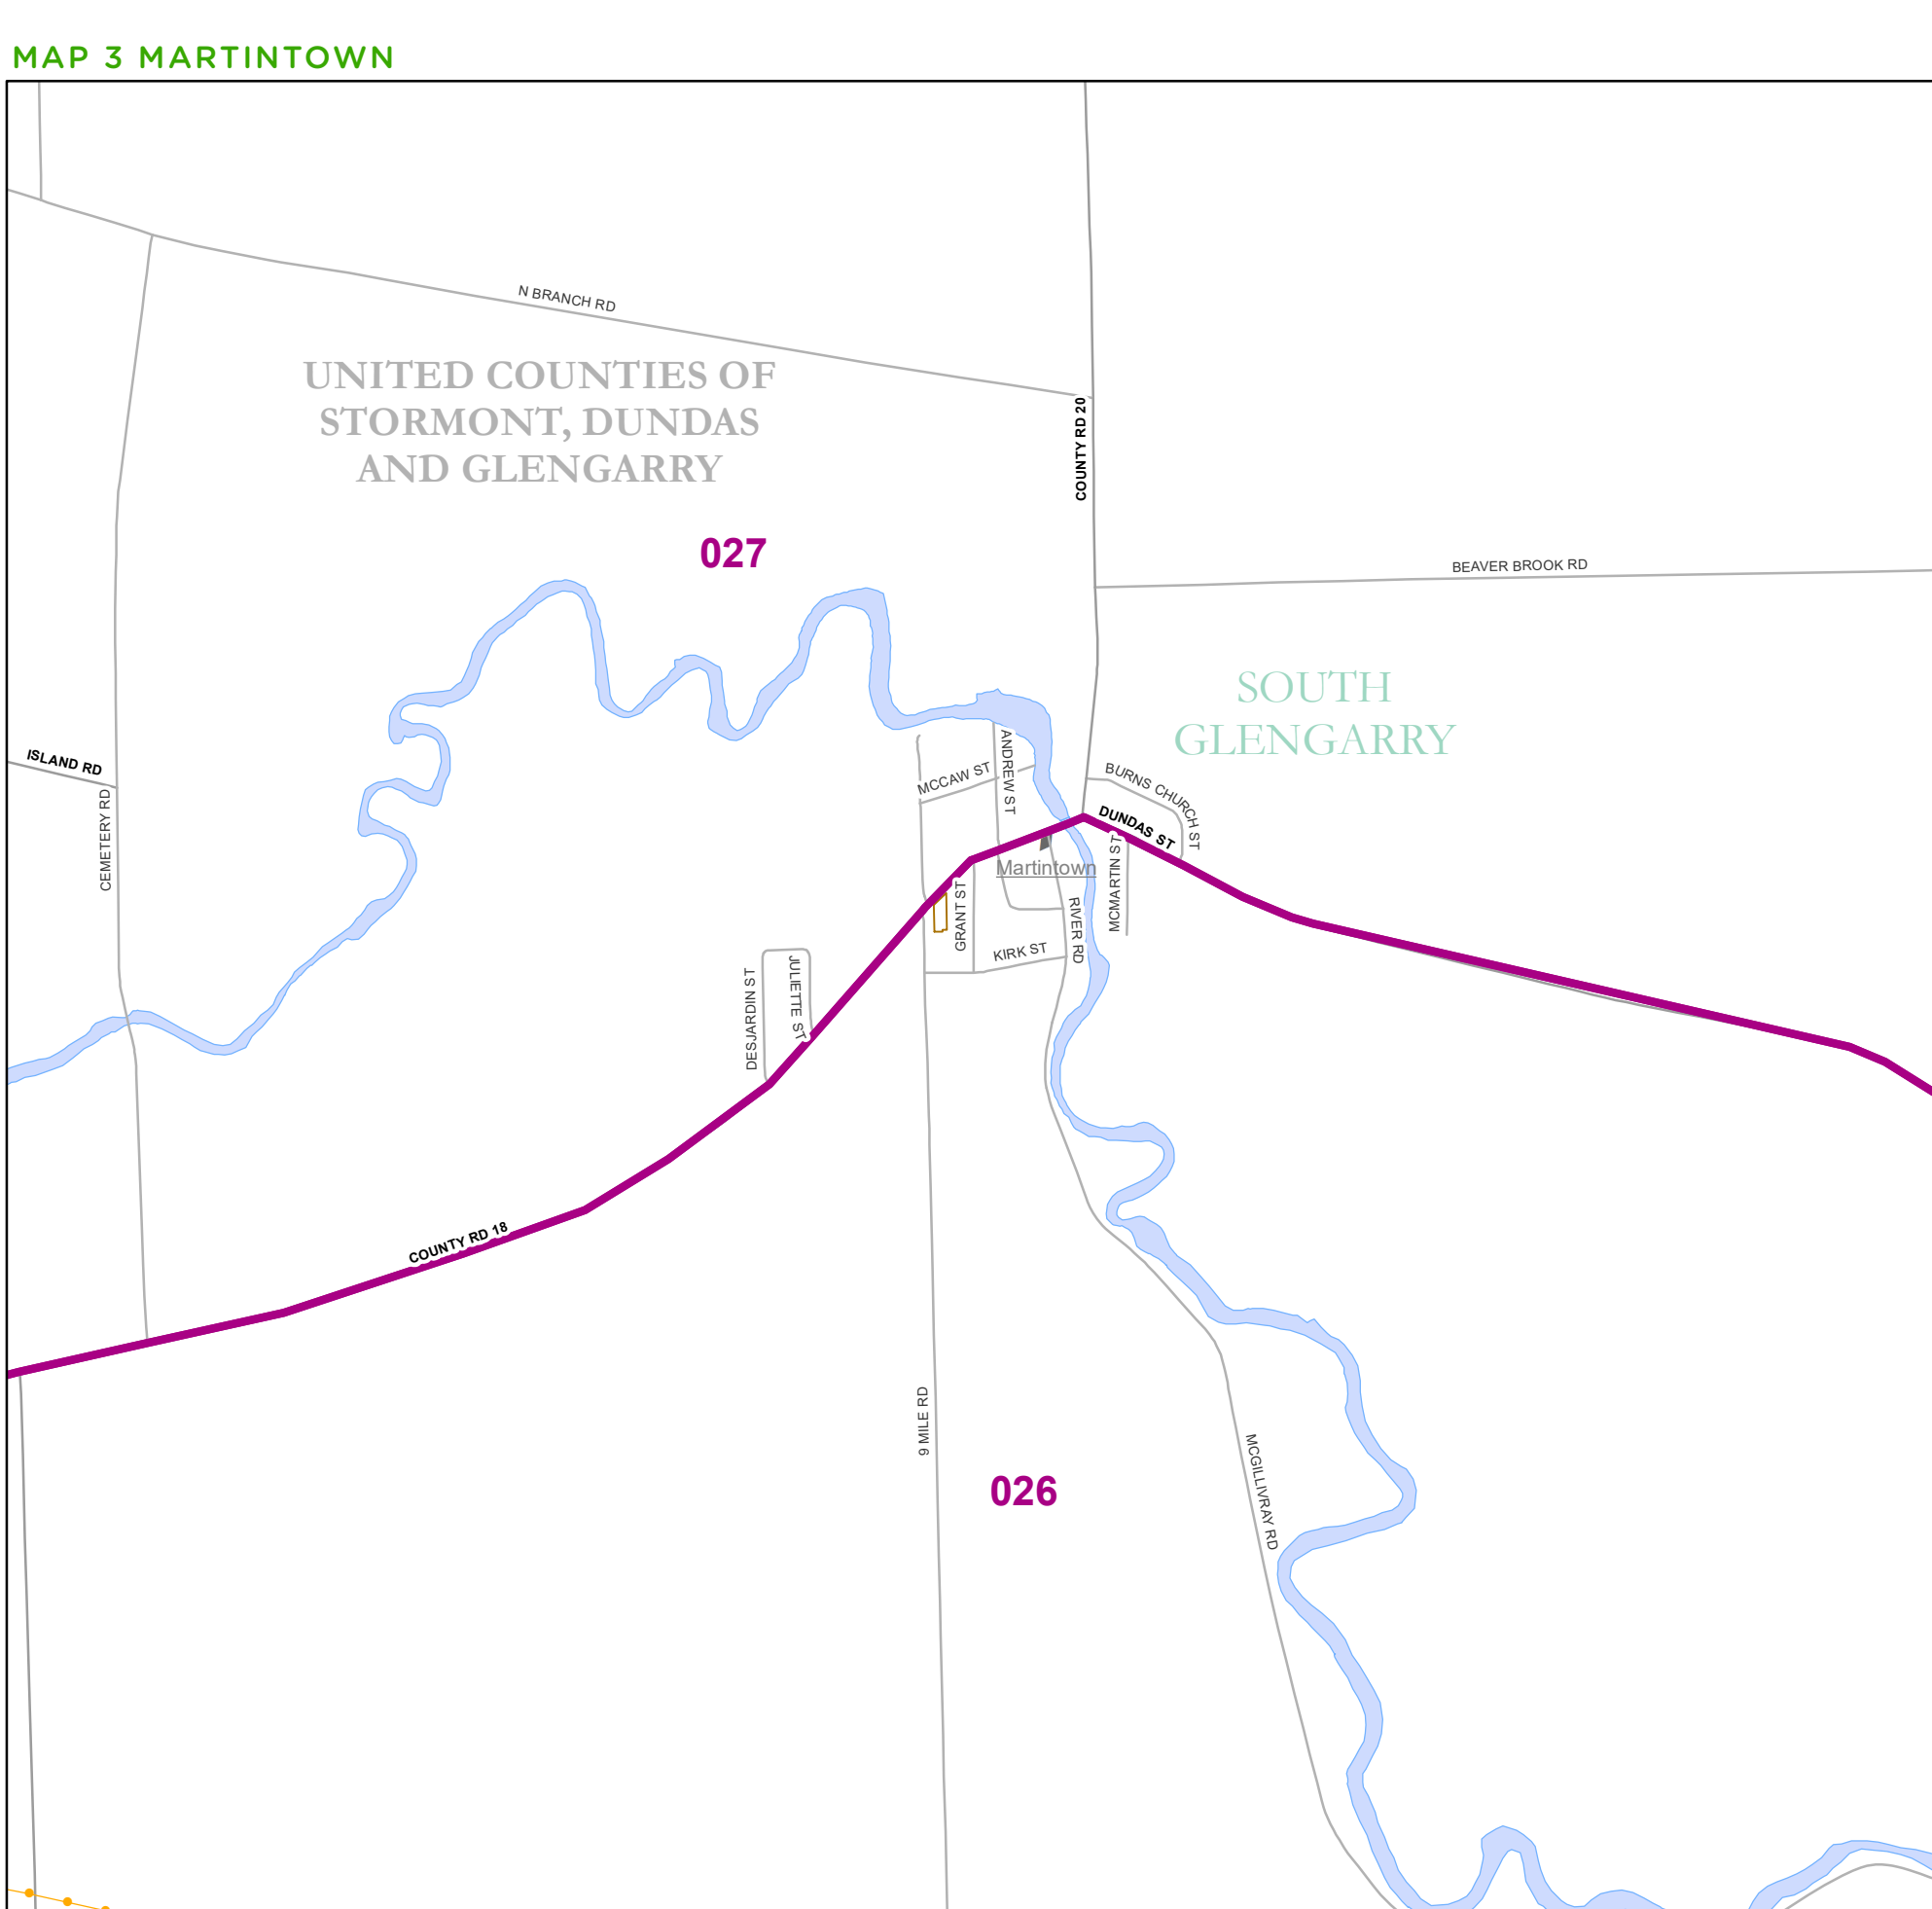 MAP 3 MARTINTOWN
N BRANCH RD
UNITED COUNTIES OF
STORMONT, DUNDAS
AND GLENGARRY
COUNTY RD 20
027
BEAVER BROOK RD
SOUTH
GLENGARRY
ISLAND RD
CEMETERY RD
MCCAW ST
ANDREW ST
BURNS CHURCH ST
DUNDAS ST
MCMARTIN ST
Martintown
GRANT ST
RIVER RD
KIRK ST
DESJARDIN ST
JULIETTE ST
COUNTY RD 18
9 MILE RD
026
MCGILLIVRAY RD